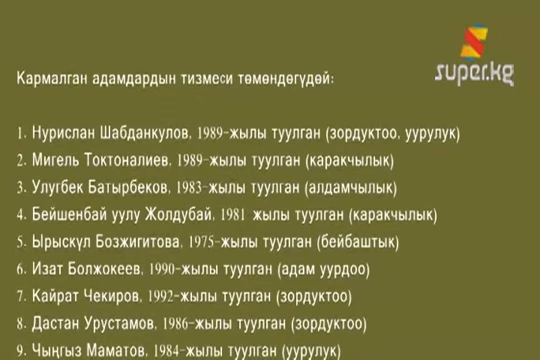 super.kg
Кармалган адамдардын тизмеси төмөндөгүдөй:
1. Нурислан Шабданкулов, 1989-жылы туулган (зордуктоо, уурулук)
2. Мигель Токтоналиев, 1989-жылы туулган (каракчылык)
3. Улугбек Батырбеков, 1983-жылы туулган (алдамчылык)
4. Бейшенбай уулу Жолдубай, 1981 жылы туулган (каракчылык)
5. Ырыскүл Бозжигитова, 1975-жылы туулган (бейбаштык)
6. Изат Болжокеев, 1990-жылы туулган (адам уурдоо)
7. Кайрат Чекиров, 1992-жылы туулган (зордуктоо)
8. Дастан Урустамов, 1986-жылы туулган (зордуктоо)
9. Чыңгыз Маматов, 1984-жылы туулган (уурулук)